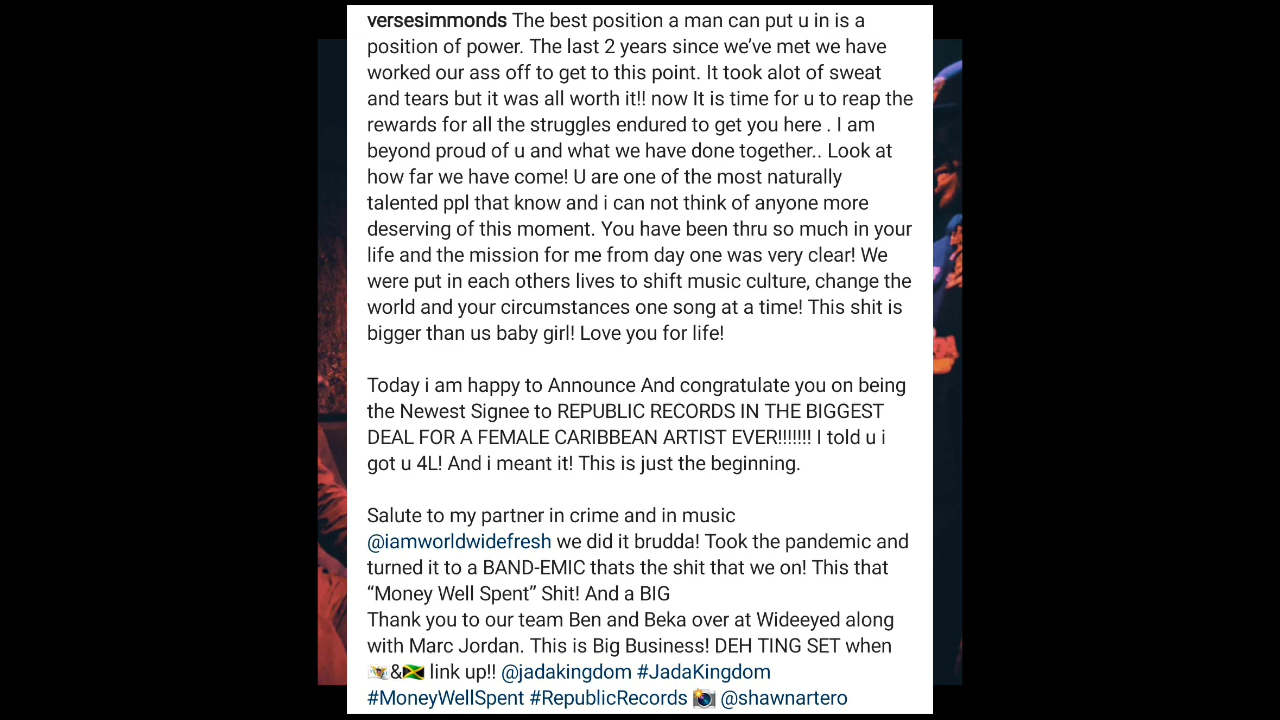 versesimmonds The best position a man can put u in is a
position of power. The last 2 years since we’ve met we have
worked our ass off to get to this point. It took alot of sweat
and tears but it was all worth it!! now It is time for u to reap the
rewards for all the struggles endured to get you here . I am
beyond proud of u and what we have done together.. Look at
how far we have come! U are one of the most naturally
talented ppl that know and i can not think of anyone more
deserving of this moment. You have been thru so much in your
life and the mission for me from day one was very clear! We
were put in each others lives to shift music culture, change the
world and your circumstances one song at a time! This shit is
bigger than us baby girl! Love you for life!
Today i am happy to Announce And congratulate you on being
the Newest Signee to REPUBLIC RECORDS IN THE BIGGEST
DEAL FOR A FEMALE CARIBBEAN ARTIST EVER!!!!!!! I told u i
got u 4L! And i meant it! This is just the beginning.
Salute to my partner in crime and in music
@iamworldwidefresh we did it brudda! Took the pandemic and
turned it to a BAND-EMIC thats the shit that we on! This that
“Money Well Spent” Shit! And a BIG
Thank you to our team Ben and Beka over at Wideeyed along
with Marc Jordan. This is Big Business! DEH TING SET when
🇻🇮&🇯🇲 link up!! @jadakingdom #JadaKingdom
#MoneyWellSpent #RepublicRecords 📸 @shawnartero